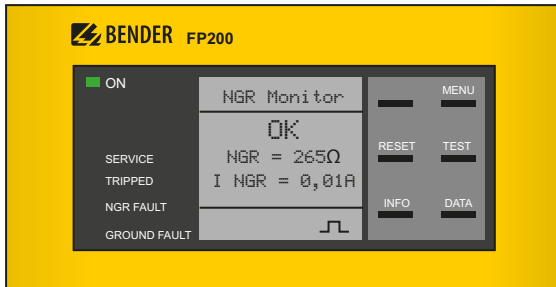 BENDER FP200
ON
NGR Monitor
OK
NGR = 265Ω
I NGR = 0,01A
SERVICE
TRIPPED
NGR FAULT
GROUND FAULT
MENU
RESET TEST
INFO DATA